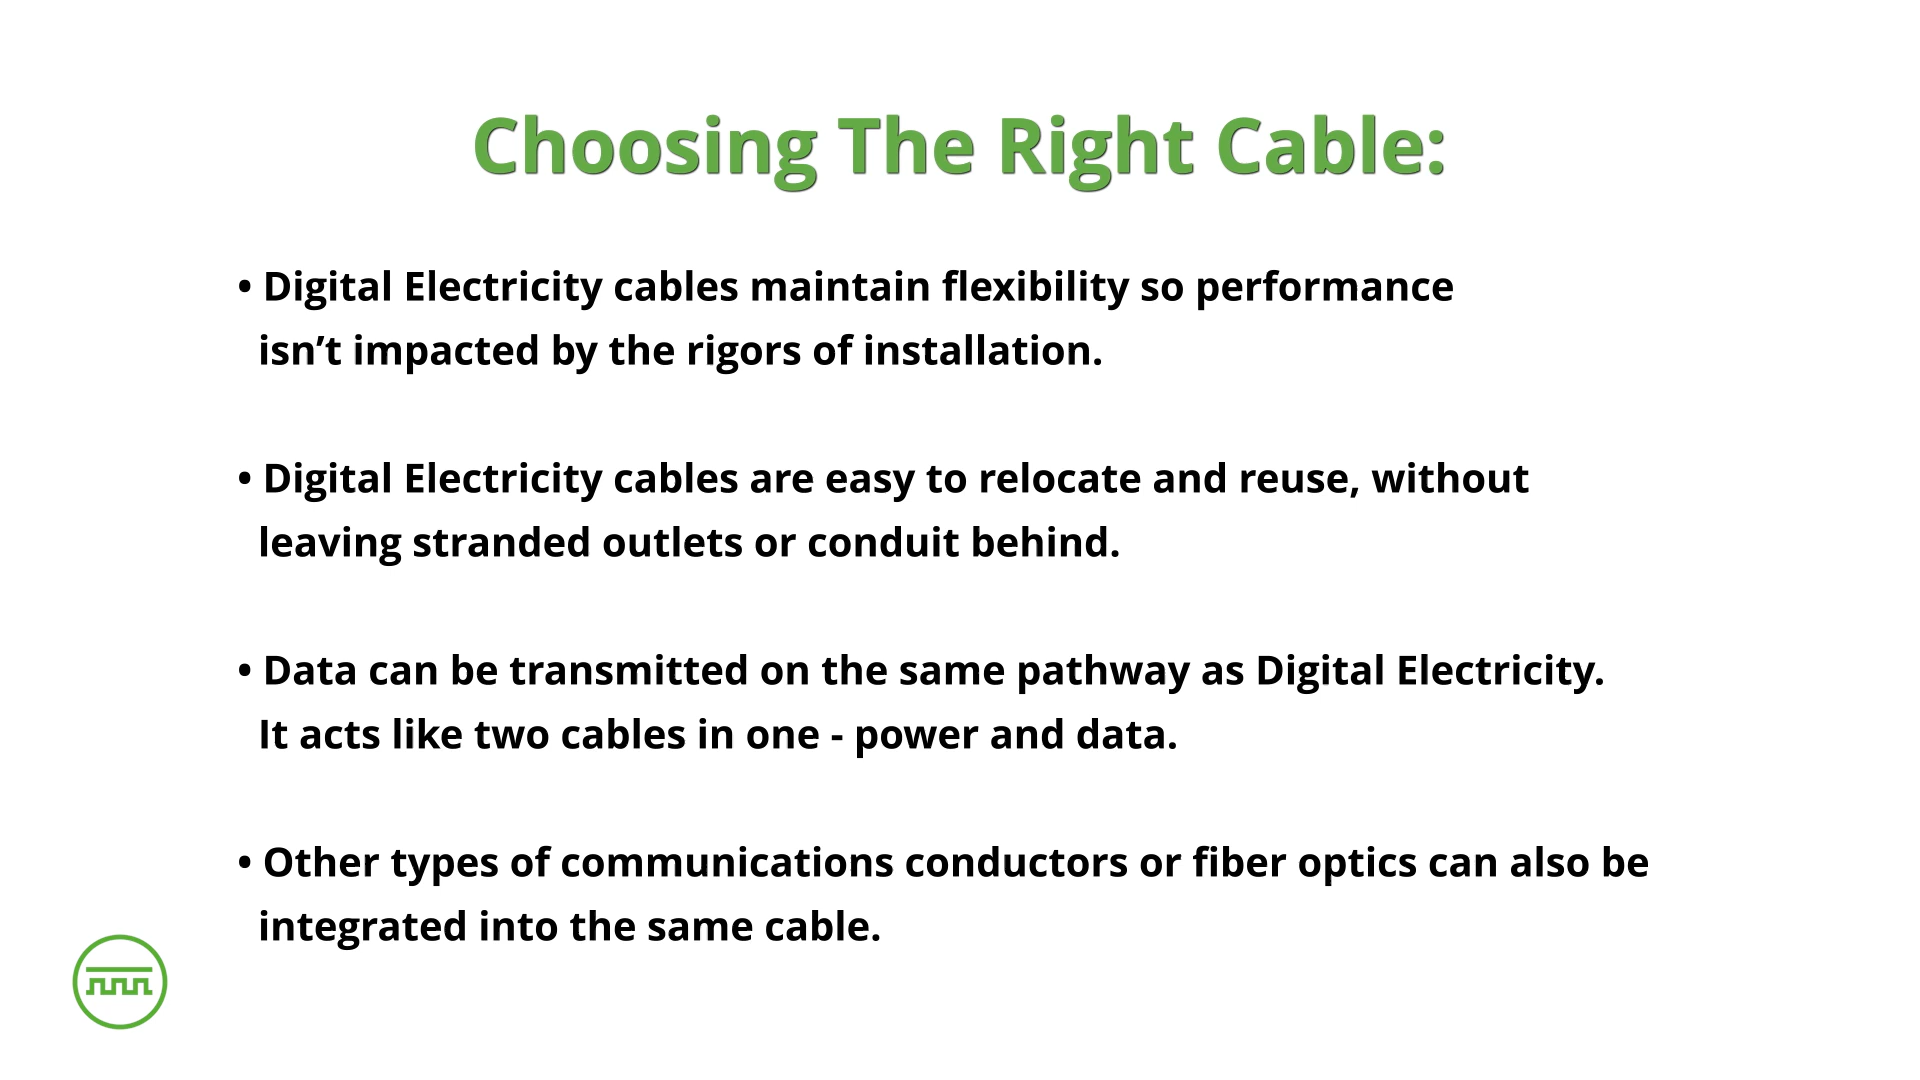 Choosing The Right Cable:
• Digital Electricity cables maintain flexibility so performance
isn’t impacted by the rigors of installation.
• Digital Electricity cables are easy to relocate and reuse, without
leaving stranded outlets or conduit behind.
• Data can be transmitted on the same pathway as Digital Electricity.
It acts like two cables in one - power and data.
• Other types of communications conductors or fiber optics can also be
integrated into the same cable.